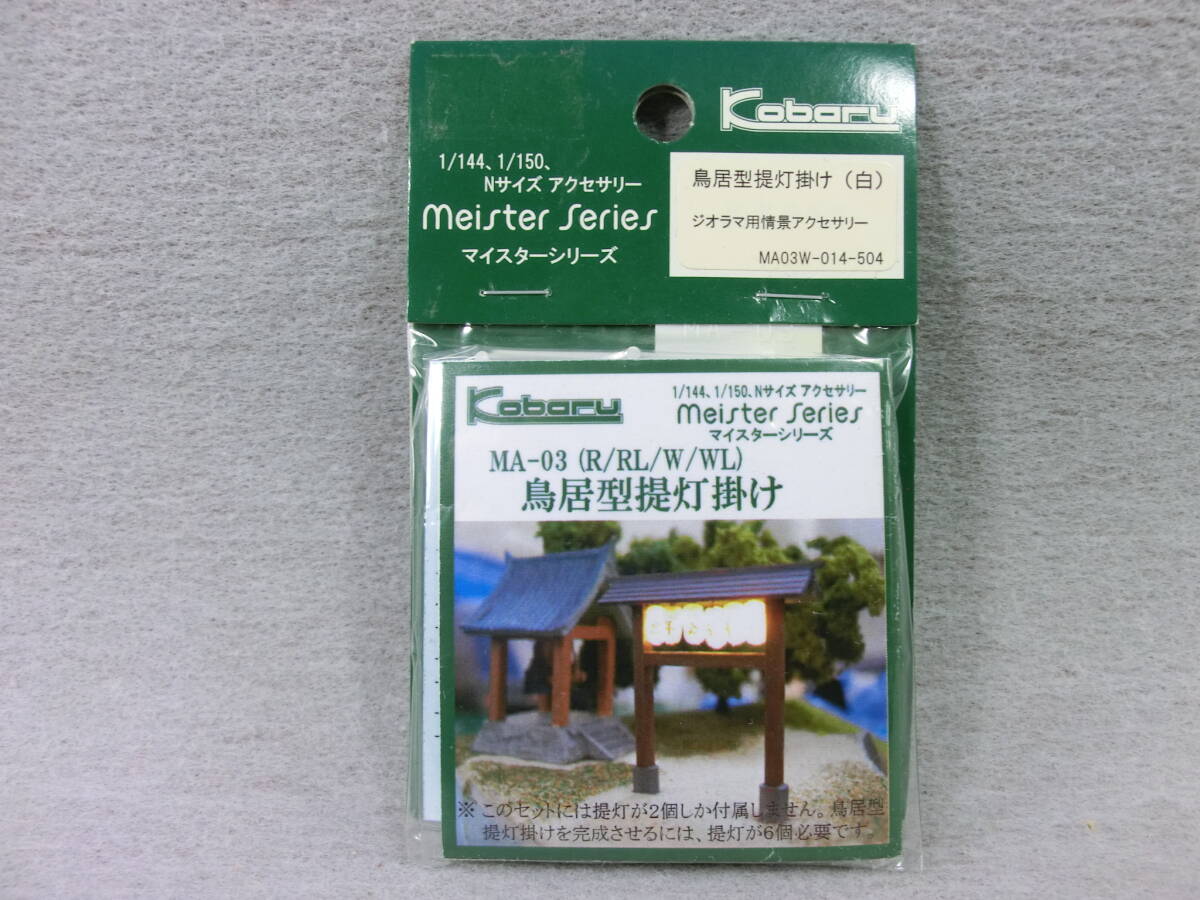 Kobaru
1/144、1/150、
Nサイズ アクセサリー
Meister Series
マイスターシリーズ
鳥居型提灯掛け（白）
ジオラマ用情景アクセサリー
MA03W-014-504
Kobaru
1/144、1/150、Nサイズ アクセサリー
Meister Series
マイスターシリーズ
MA-03 (R/RL/W/WL)
鳥居型提灯掛け
※ このセットには提灯が2個しか付属しません。鳥居型
提灯掛けを完成させるには、提灯が6個必要です。